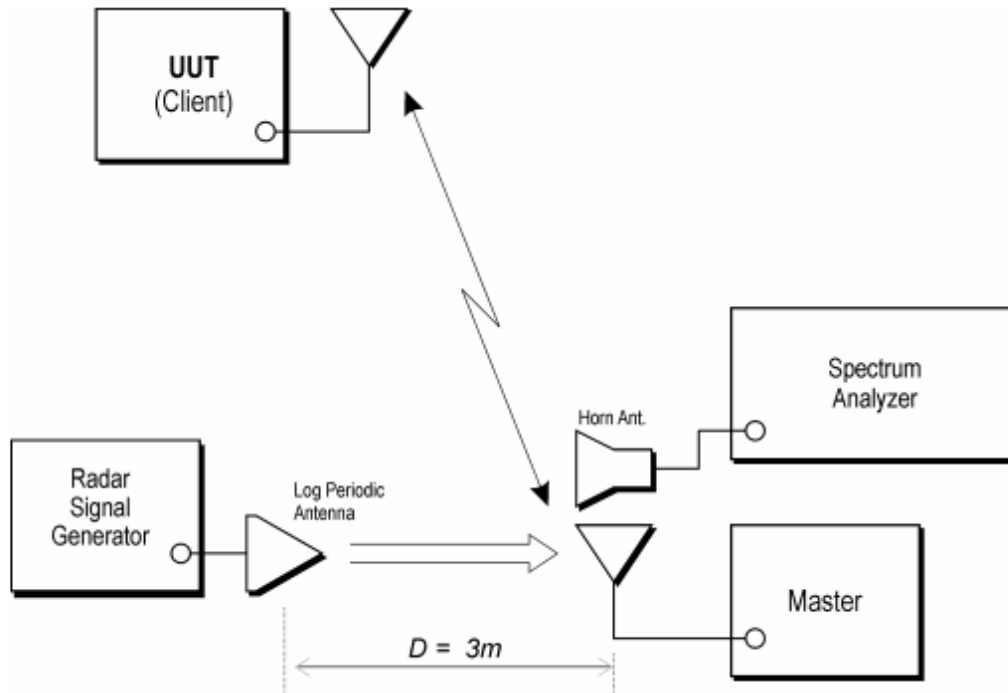 UUT
(Client)
Spectrum
Analyzer
Horn Ant.
Radar
Signal
Generator
Log Periodic
Antenna
Master
D = 3m